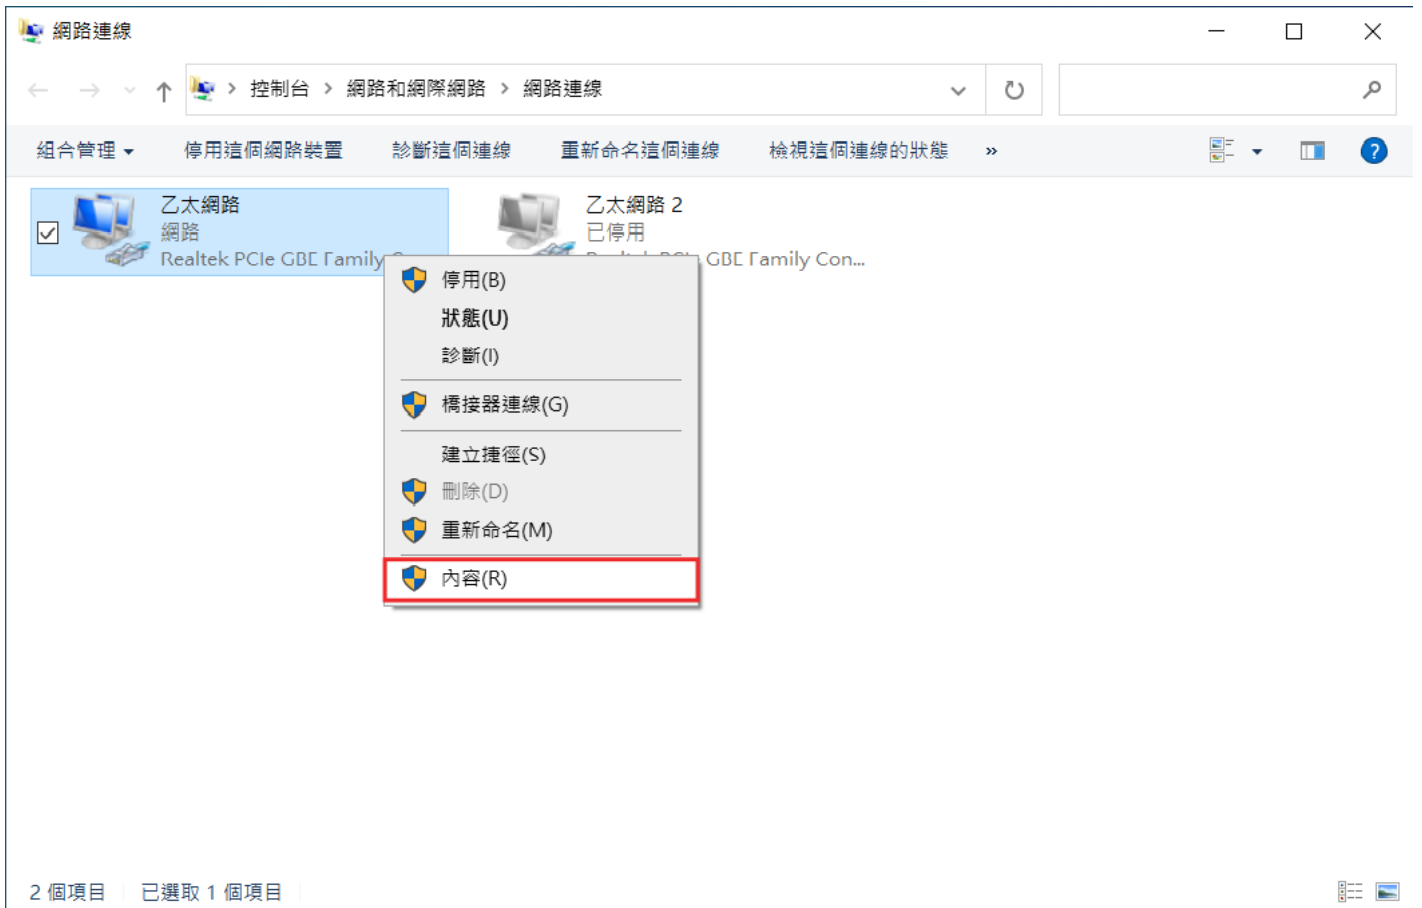 網路連線
控制台 > 網路和網際網路 > 網路連線
組合管理 停用這個網路裝置 診斷這個連線 重新命名這個連線 檢視這個連線的狀態 »
乙太網路
網路
Realtek PCIe GBE Family
乙太網路 2
已停用
GBE Family Con...
停用(B)
狀態(U)
診斷(I)
橋接器連線(G)
建立捷徑(S)
刪除(D)
重新命名(M)
內容(R)
2 個項目 已選取 1 個項目